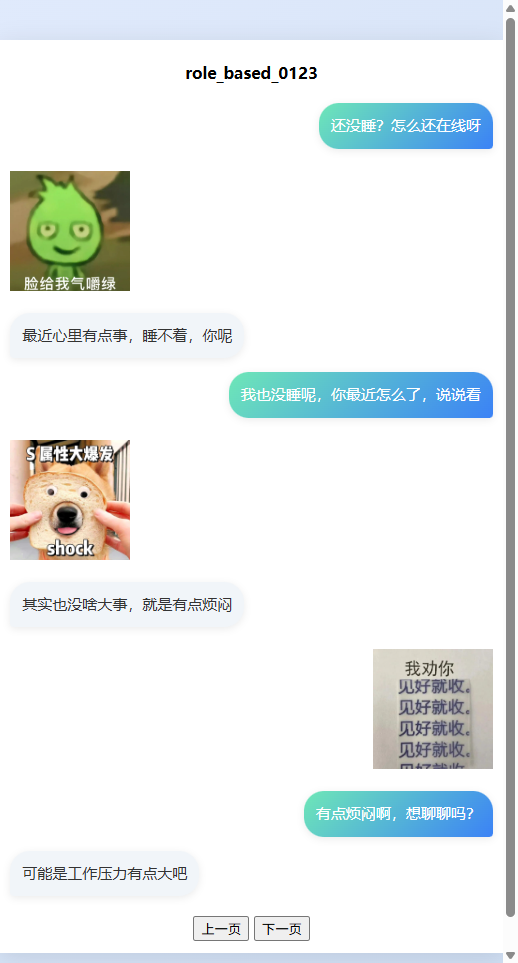 role_based_0123
还没睡？怎么还在线呀
脸给我气嚼绿
最近心里有点事，睡不着，你呢
我也没睡呢，你最近怎么了，说说看
S 属性大爆发
shock
其实也没啥大事，就是有点烦闷
我劝你
见好就收。
见好就收。
见好就收。
见好就收。
见好就收。
有点烦闷啊，想聊聊吗？
可能是工作压力有点大吧
上一页 下一页